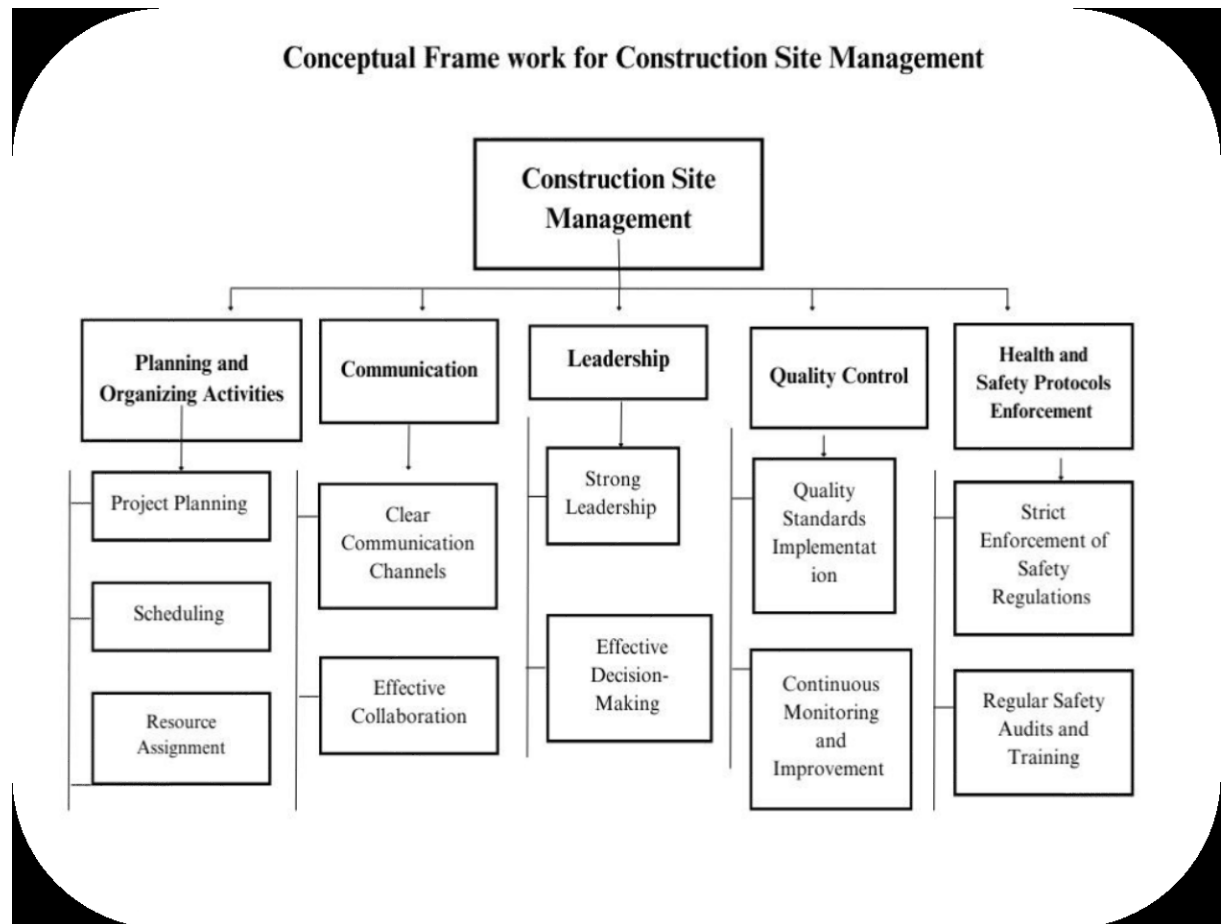 Conceptual Frame work for Construction Site Management
Construction Site
Management
Planning and
Organizing Activities
Communication
Leadership
Quality Control
Health and
Safety Protocols
Enforcement
Project Planning
Scheduling
Resource
Assignment
Clear
Communication
Channels
Effective
Collaboration
Strong
Leadership
Effective
Decision-
Making
Quality
Standards
Implementat
ion
Continuous
Monitoring
and
Improvement
Strict
Enforcement of
Safety
Regulations
Regular Safety
Audits and
Training